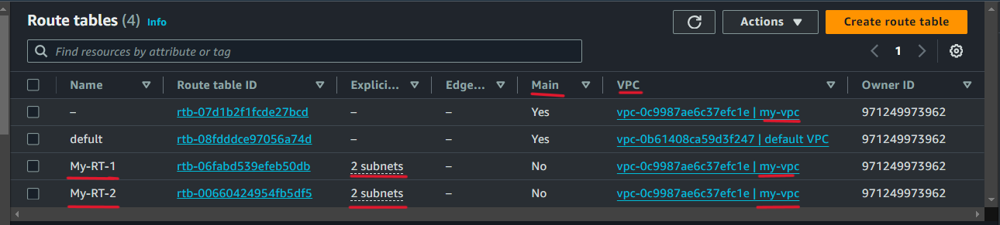 Route tables (4) Info
Actions ▼
Create route table
Find resources by attribute or tag
1
Name Route table ID Explici... Edge... Main VPC Owner ID
– rtb-07d1b2f1fcde27bcd – – Yes vpc-0c9987ae6c37efc1e | my-vpc 971249973962
defult rtb-08fdddce97056a74d – – Yes vpc-0b61408ca59d3f247 | default VPC 971249973962
My-RT-1 rtb-06fabd539efeb50db 2 subnets – No vpc-0c9987ae6c37efc1e | my-vpc 971249973962
My-RT-2 rtb-00660424954fb5df5 2 subnets – No vpc-0c9987ae6c37efc1e | my-vpc 971249973962